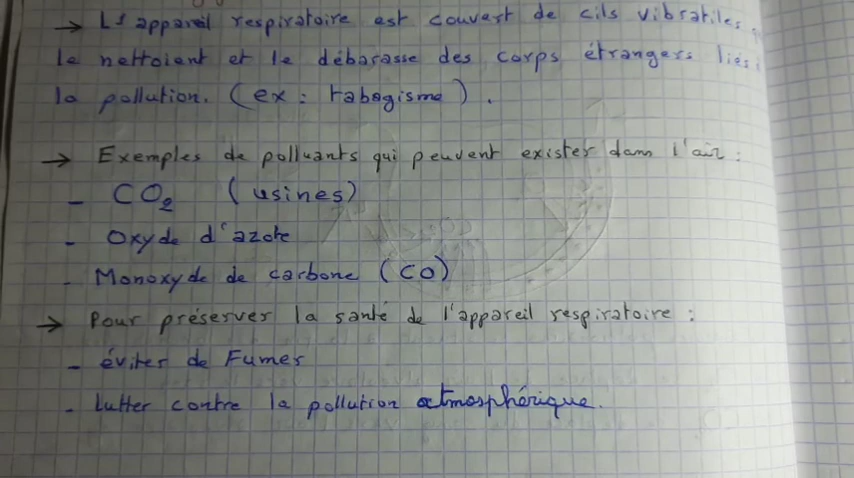 → L'appareil respiratoire est couvert de cils vibratiles
le nettoient et le débarasse des corps étrangers liés
la pollution. (ex : tabagisme).
→ Exemples de polluants qui peuvent exister dans l'air :
- CO₂ (usines)
- Oxyde d'azote
- Monoxyde de carbone (CO)
→ Pour préserver la santé de l'appareil respiratoire :
- éviter de Fumer
- Lutter contre la pollution atmosphérique.